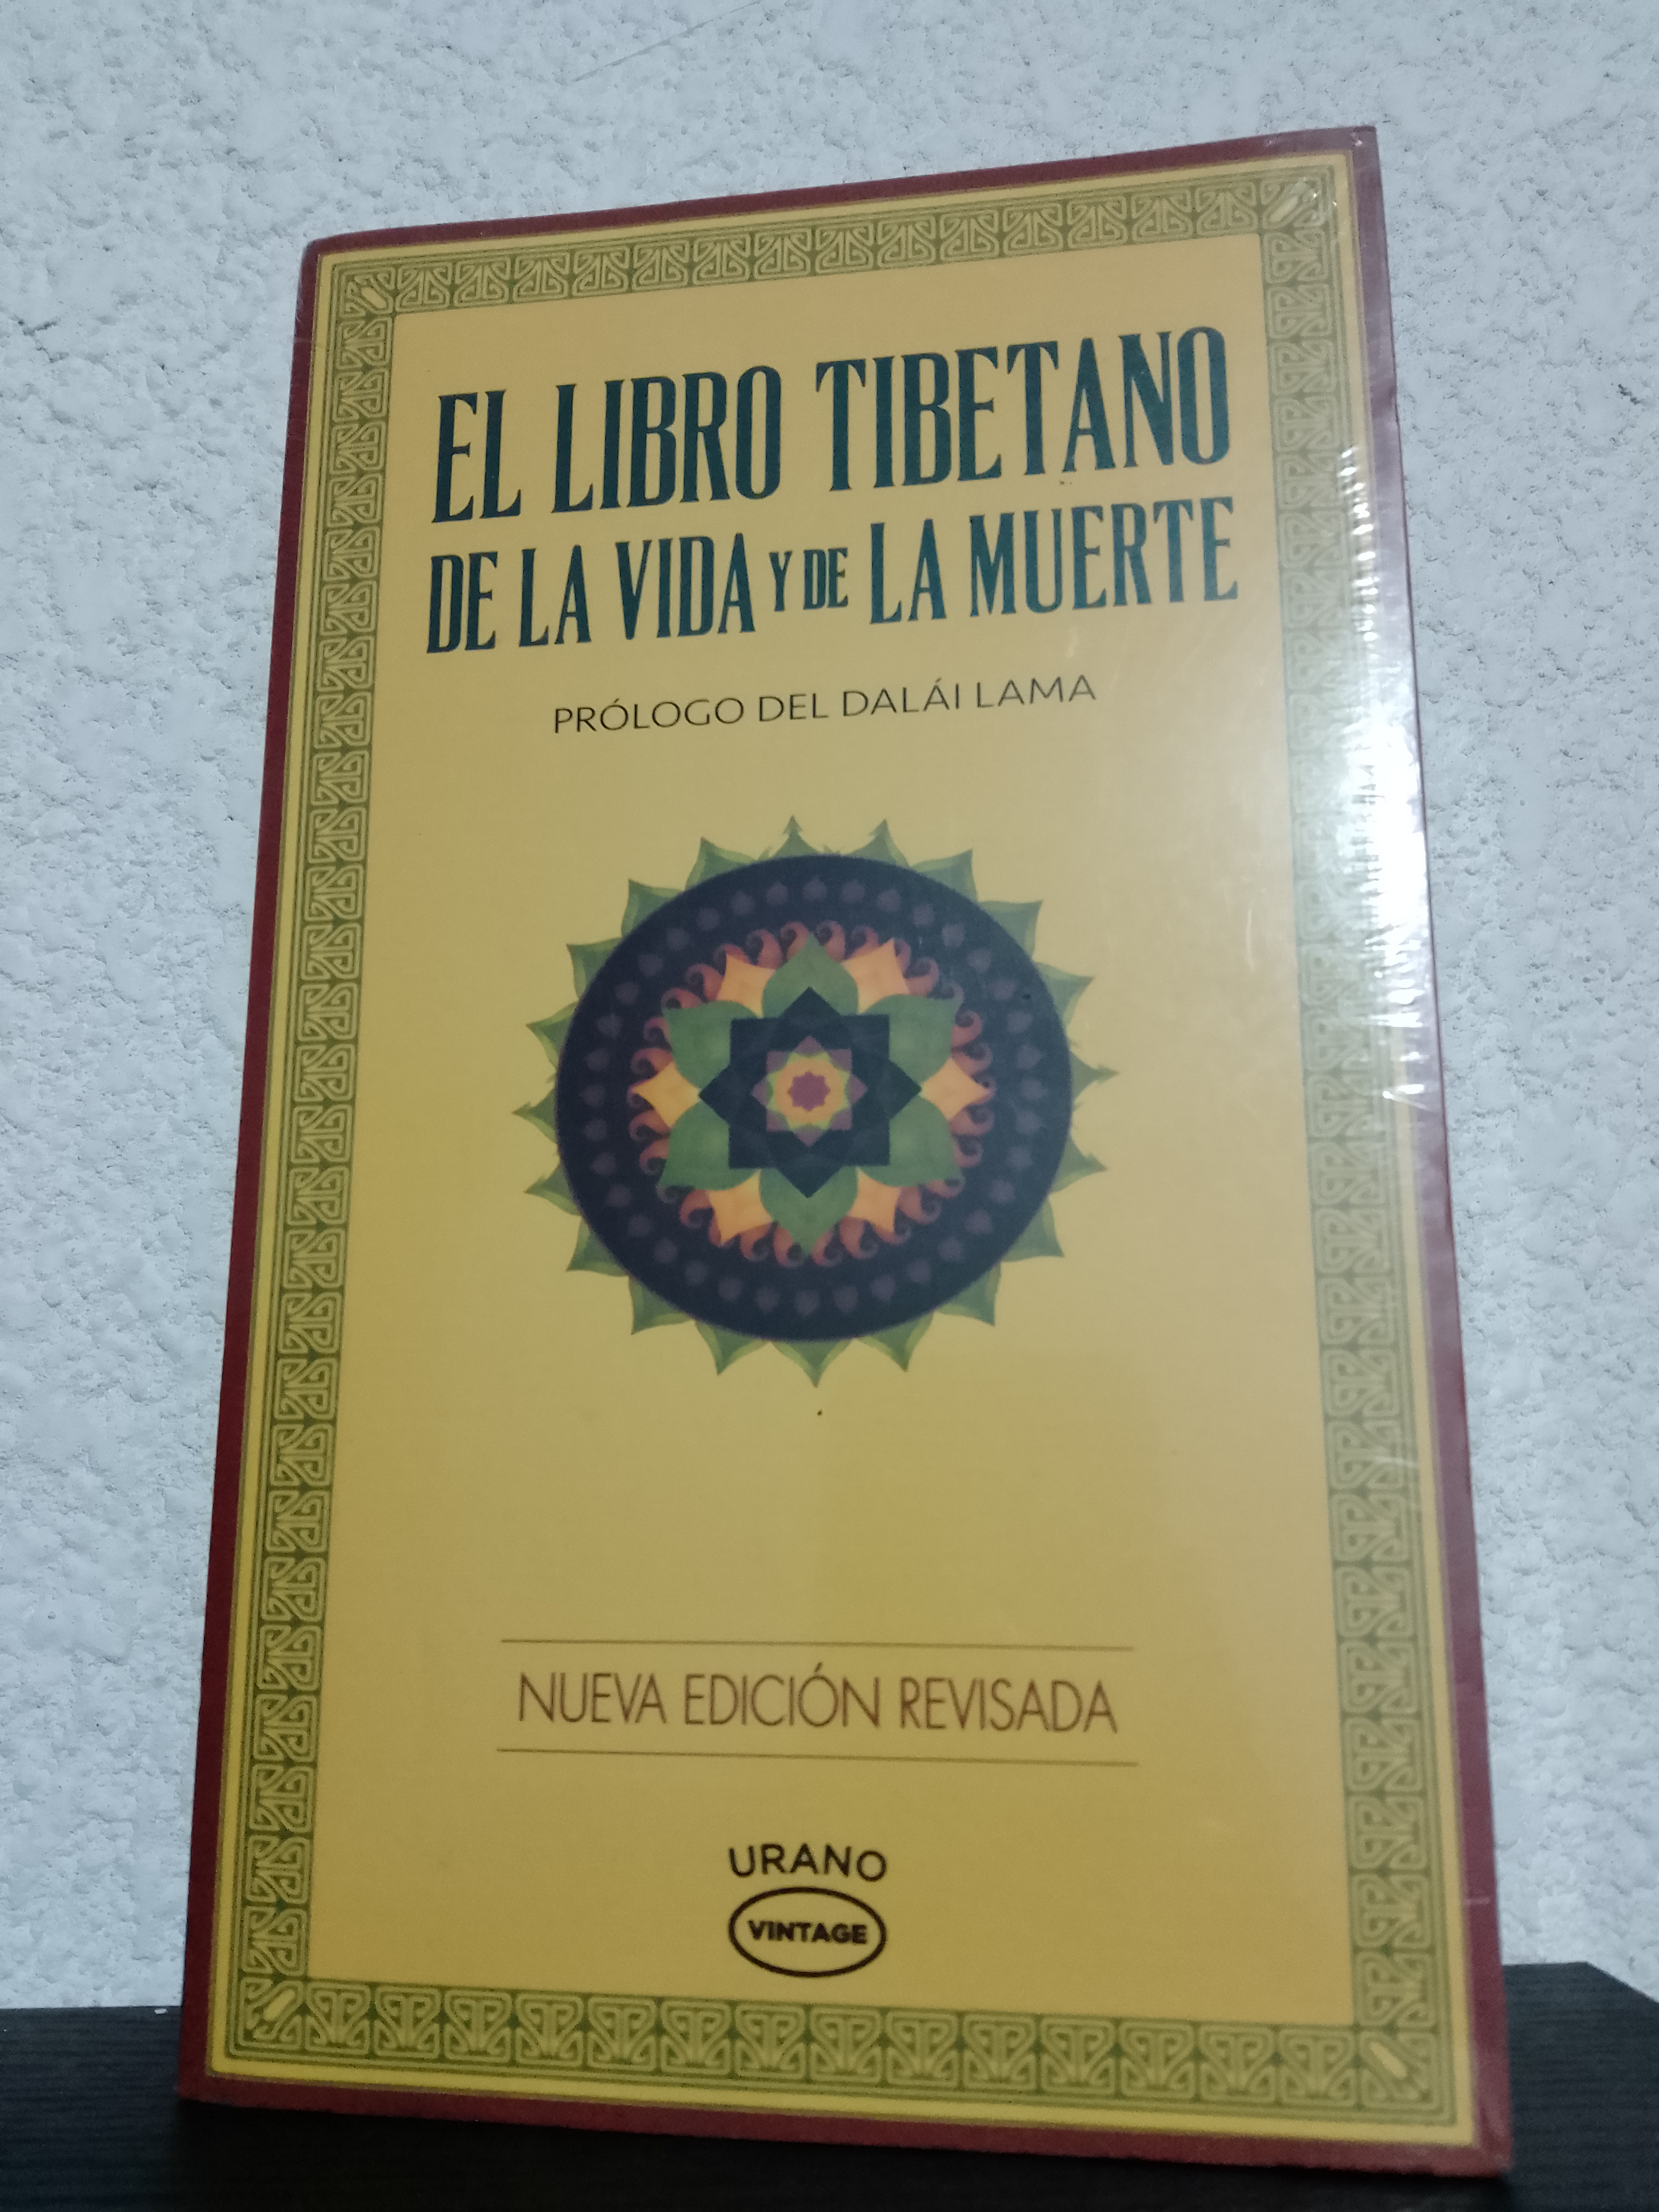 EL LIBRO TIBETANO
DE LA VIDA Y DE LA MUERTE
PRÓLOGO DEL DALÁI LAMA
NUEVA EDICIÓN REVISADA
URANO
VINTAGE